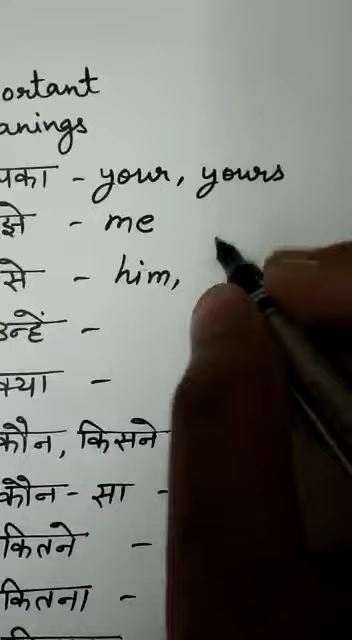 ortant
anings
पका - your, yours
झे - me
से - him,
उन्हें -
क्या -
कौन, किसने
कौन - सा -
कितने -
कितना -